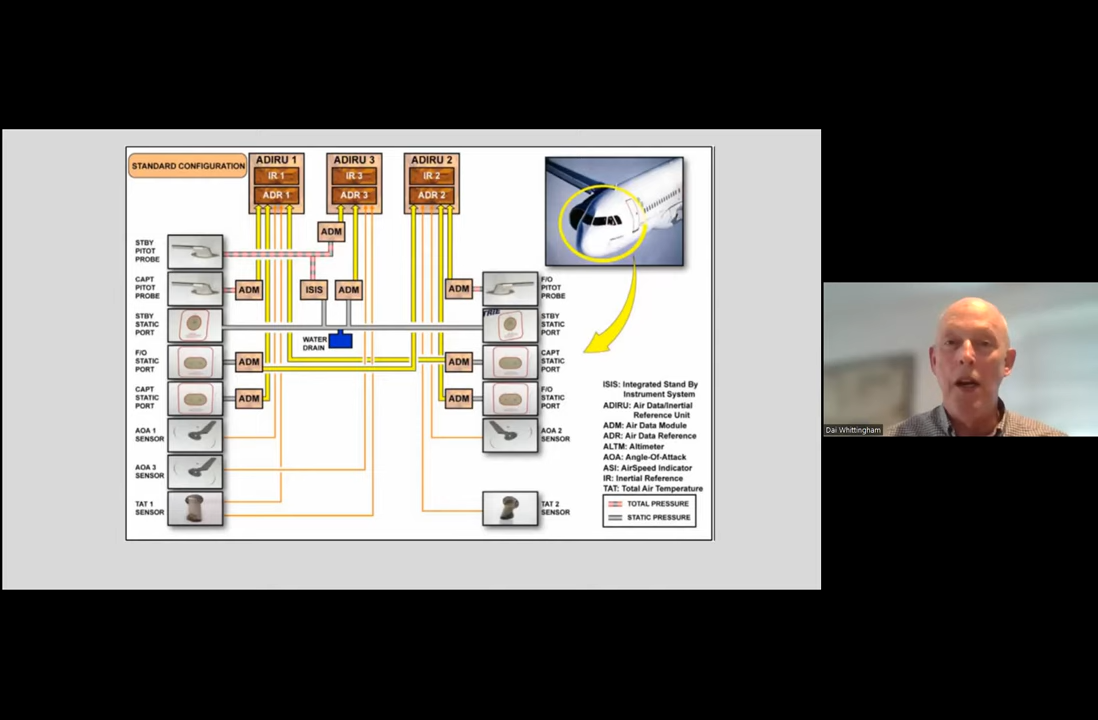 STANDARD CONFIGURATION
ADIRU 1
IR 1
ADR 1
ADIRU 3
IR 3
ADR 3
ADIRU 2
IR 2
ADR 2
ADM
STBY
PITOT
PROBE
CAPT
PITOT
PROBE
ADM
ISIS
ADM
ADM
F/O
PITOT
PROBE
STBY
STATIC
PORT
WATER
DRAIN
STBY
STATIC
PORT
F/O
STATIC
PORT
ADM
ADM
CAPT
STATIC
PORT
CAPT
STATIC
PORT
ADM
ADM
F/O
STATIC
PORT
AOA 1
SENSOR
AOA 2
SENSOR
AOA 3
SENSOR
TAT 1
SENSOR
TAT 2
SENSOR
ISIS: Integrated Stand By
Instrument System
ADIRU: Air Data/Inertial
Reference Unit
ADM: Air Data Module
ADR: Air Data Reference
ALTM: Altimeter
AOA: Angle-Of-Attack
ASI: AirSpeed Indicator
IR: Inertial Reference
TAT: Total Air Temperature
TOTAL PRESSURE
STATIC PRESSURE
Dai Whittingham